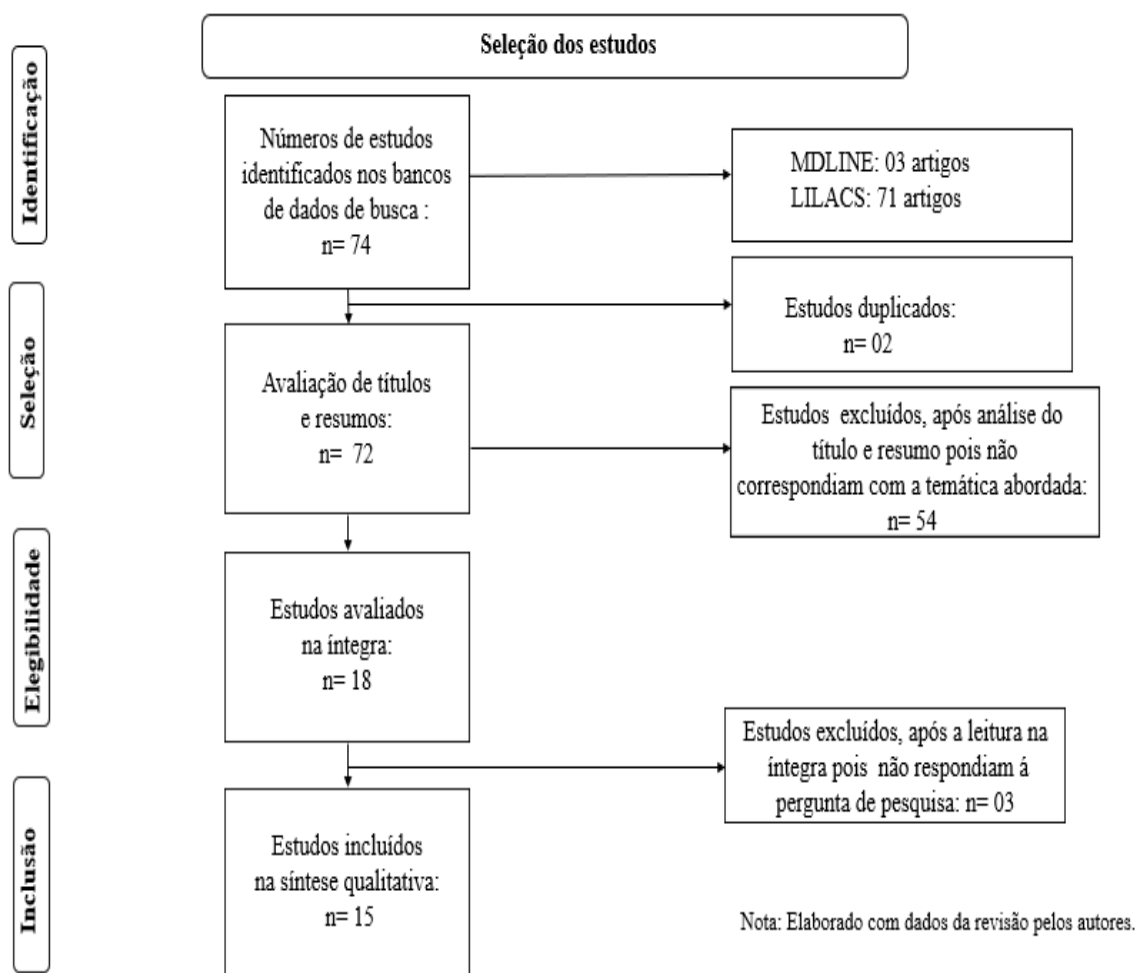 Seleção dos estudos
Identificação
Números de estudos
identificados nos bancos
de dados de busca :
n= 74
MDLINE: 03 artigos
LILACS: 71 artigos
Seleção
Estudos duplicados:
n= 02
Avaliação de títulos
e resumos:
n= 72
Estudos excluídos, após análise do
título e resumo pois não
correspondiam com a temática abordada:
n= 54
Elegibilidade
Estudos avaliados
na íntegra:
n= 18
Estudos excluídos, após a leitura na
íntegra pois não respondiam á
pergunta de pesquisa: n= 03
Inclusão
Estudos incluídos
na síntese qualitativa:
n= 15
Nota: Elaborado com dados da revisão pelos autores.